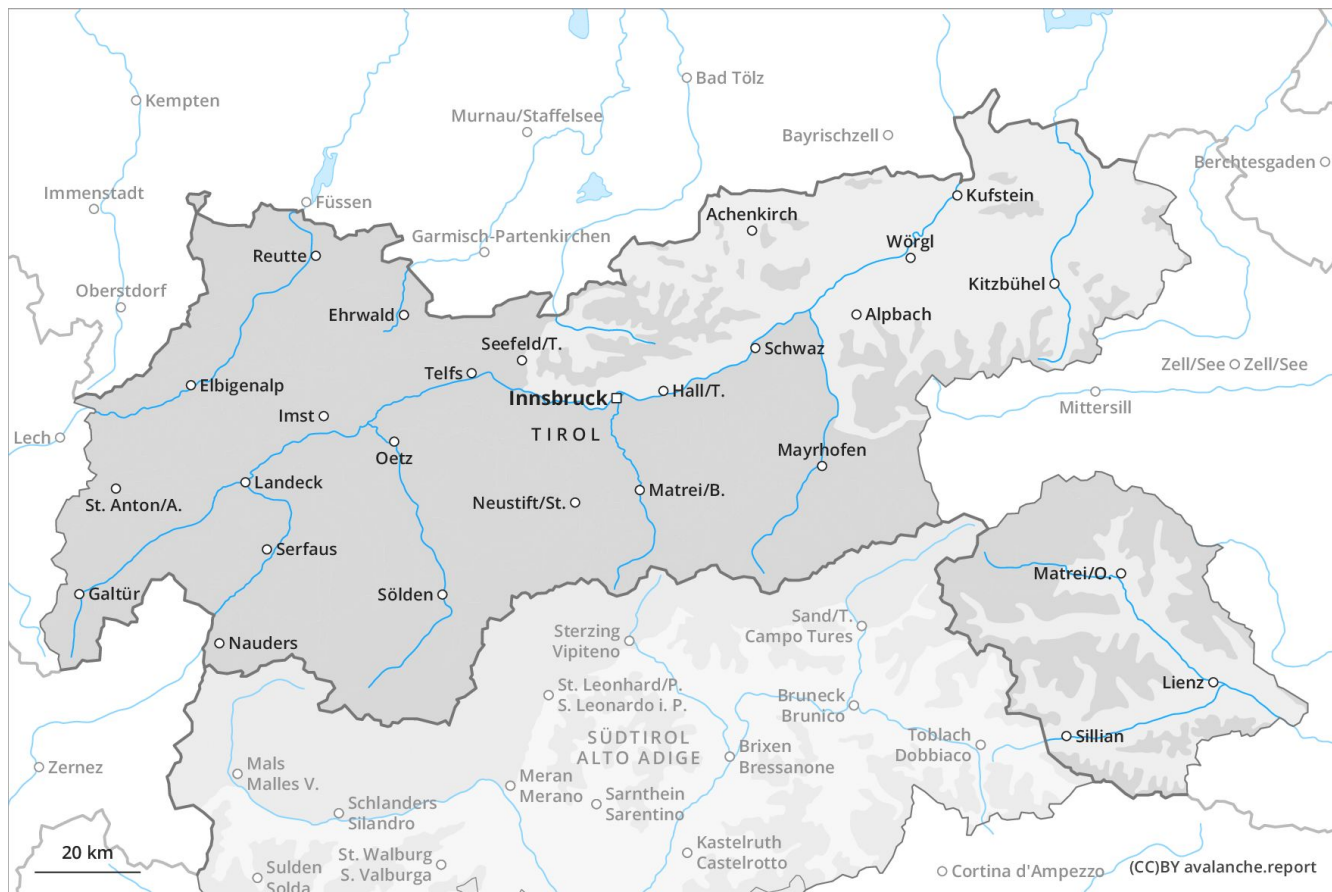 Kempten
Bad Tölz
Murnau/Staffelsee
Bayrischzell
Berchtesgaden
Immenstadt
Füssen
Kufstein
Achenkirch
Garmisch-Partenkirchen
Wörgl
Reutte
Oberstdorf
Kitzbühel
Ehrwald
Alpbach
Seefeld/T.
Schwaz
Telfs
Zell/See
Zell/See
Elbigenalp
Innsbruck
Hall/T.
Mittersill
Imst
TIROL
Lech
Oetz
Mayrhofen
Landeck
St. Anton/A.
Neustift/St.
Matrei/B.
Serfaus
Matrei/O.
Galtür
Sölden
Sand/T.
Campo Tures
Sterzing
Vipiteno
Nauders
Lienz
St. Leonhard/P.
S. Leonardo i. P.
Bruneck
Brunico
SÜDTIROL
ALTO ADIGE
Toblach
Dobbiaco
Sillian
Brixen
Bressanone
Zernez
Mals
Malles V.
Meran
Merano
Sarnthein
Sarentino
Schlanders
Silandro
Kastelruth
Castelrotto
20 km
St. Walburg
S. Valburga
Sulden
Solda
Cortina d'Ampezzo
(CC)BY avalanche.report